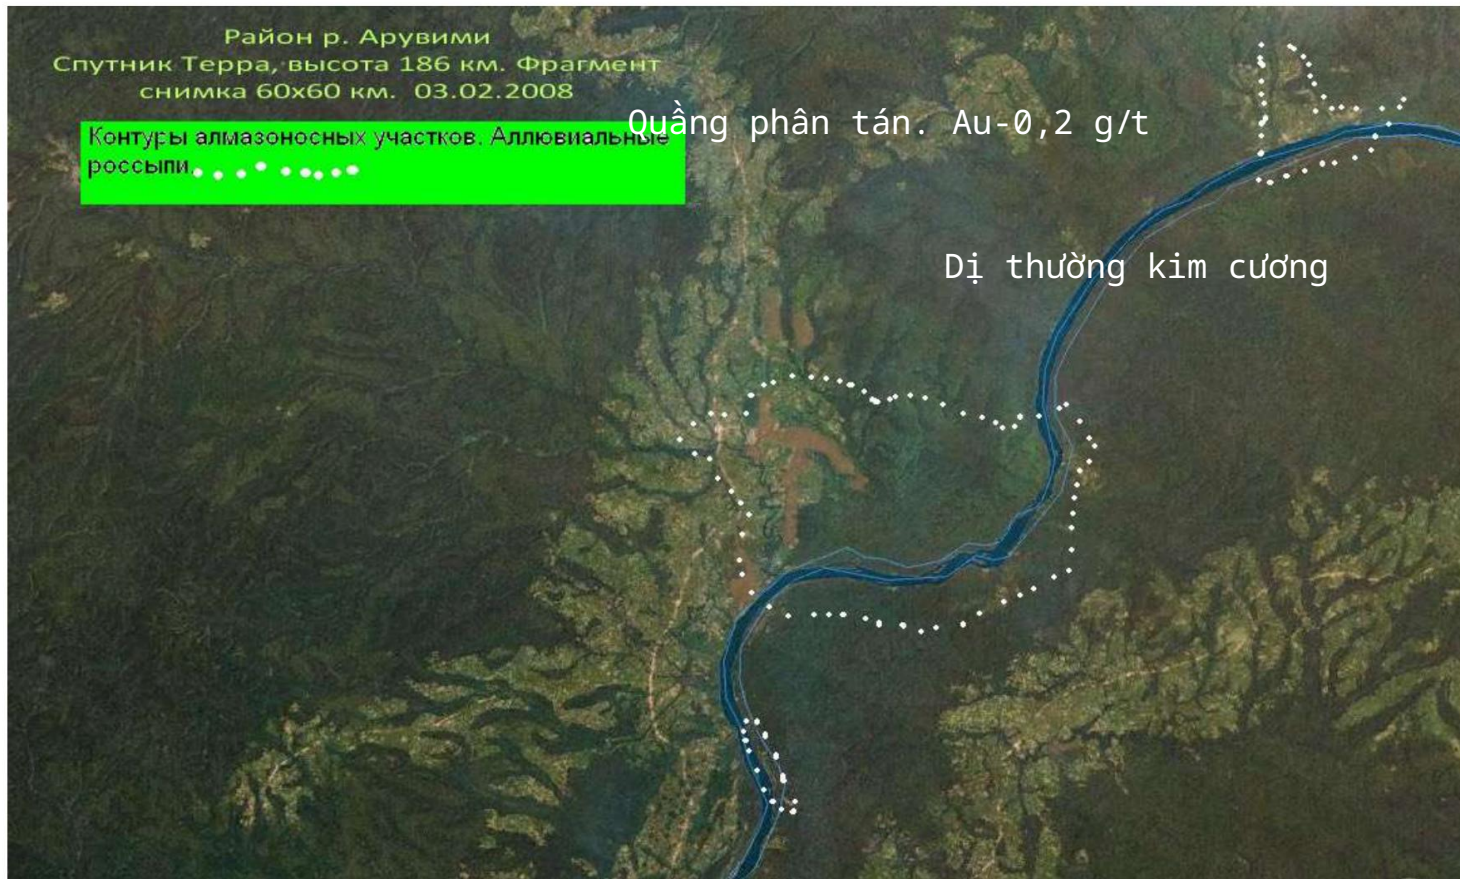 Район р. Арувими
Спутник Терра, высота 186 км. Фрагмент
снимка 60х60 км. 03.02.2008
Quầng phân tán. Au-0,2 g/t
Контуры алмазоносных участков. Аллювиальные
россыпи.
Dị thường kim cương